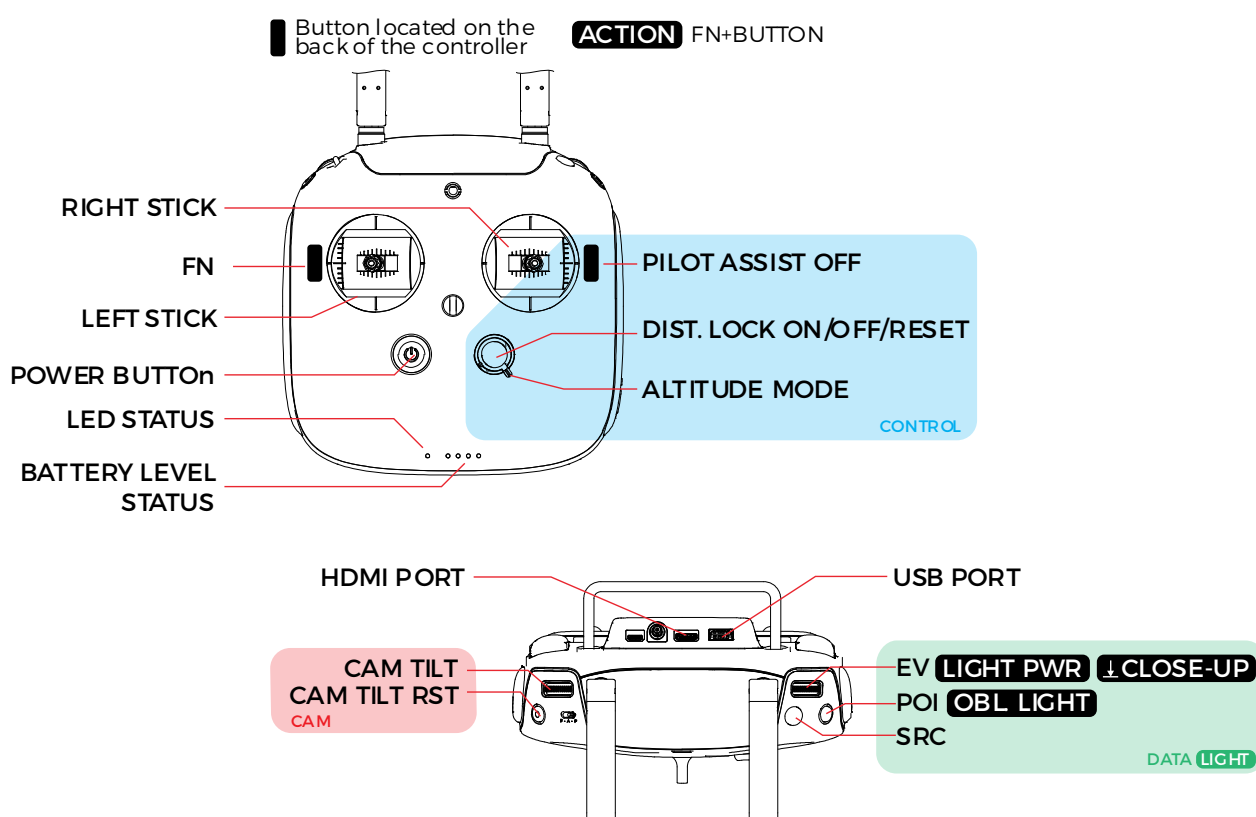 Button located on the
back of the controller
ACTION FN+BUTTON
RIGHT STICK
FN
LEFT STICK
POWER BUTTOn
LED STATUS
BATTERY LEVEL
STATUS
PILOT ASSIST OFF
DIST. LOCK ON/OFF/RESET
ALTITUDE MODE
CONTROL
HDMI PORT
USB PORT
CAM TILT
CAM TILT RST
CAM
EV LIGHT PWR ↓CLOSE-UP
POI OBL LIGHT
SRC
DATA LIGHT